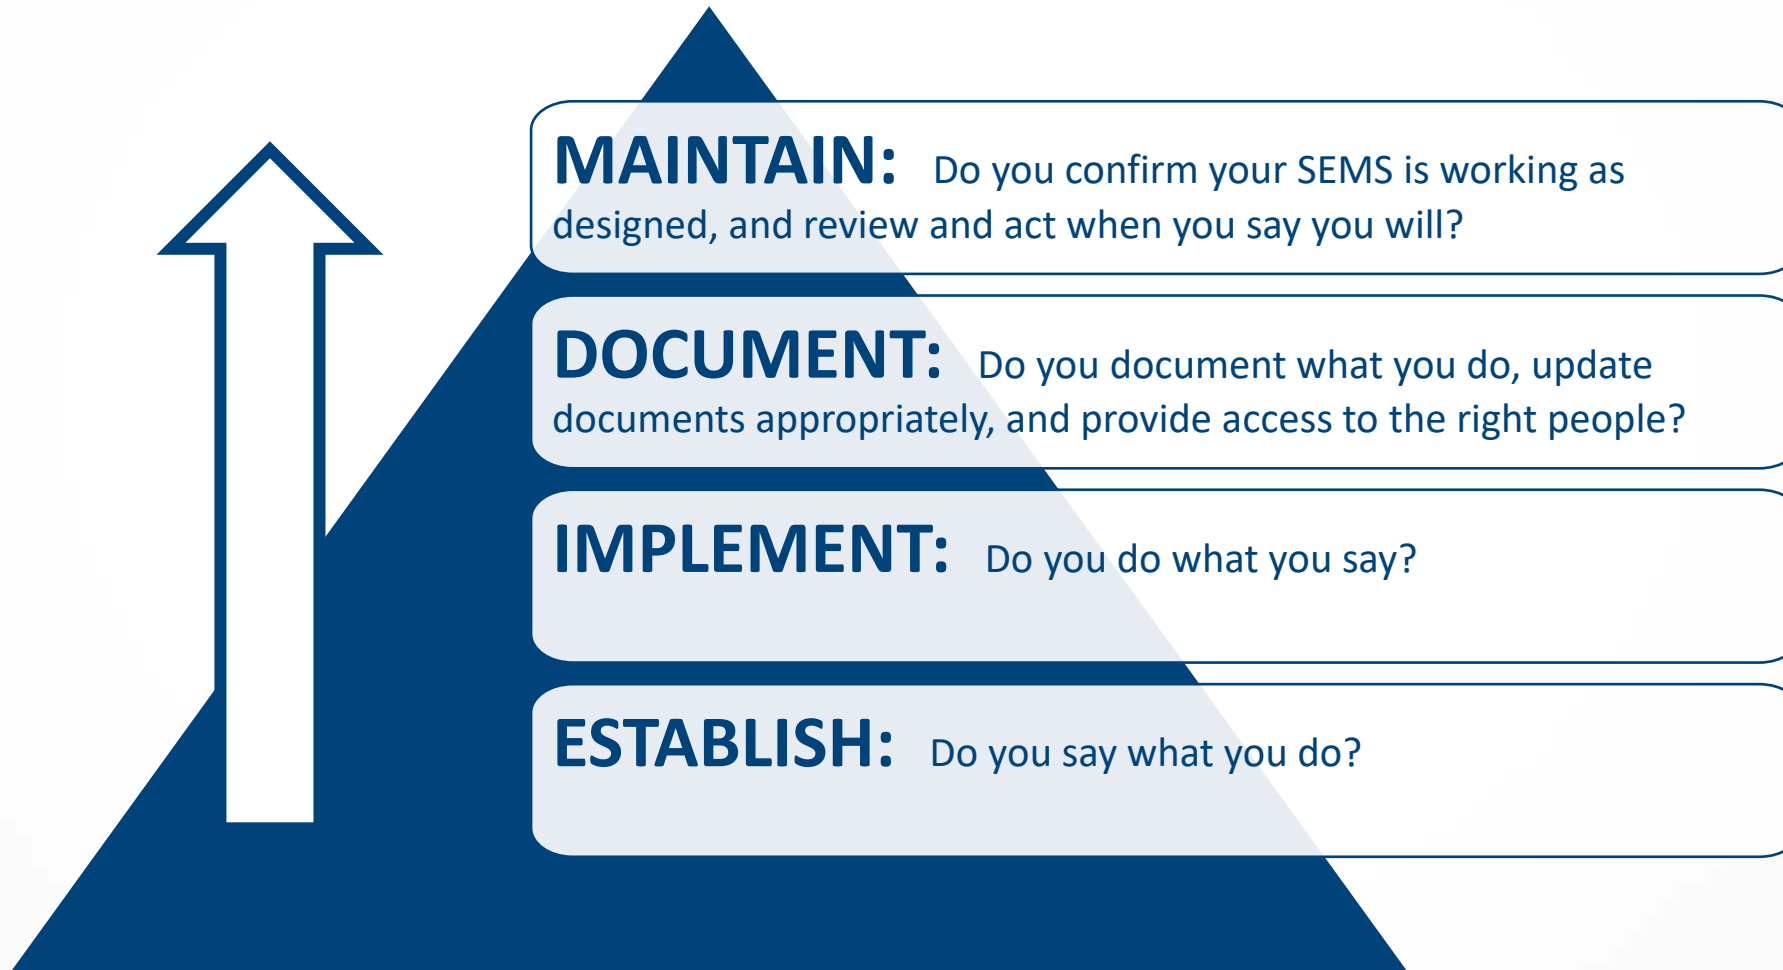 MAINTAIN: Do you confirm your SEMS is working as
designed, and review and act when you say you will?
DOCUMENT: Do you document what you do, update
documents appropriately, and provide access to the right people?
IMPLEMENT: Do you do what you say?
ESTABLISH: Do you say what you do?